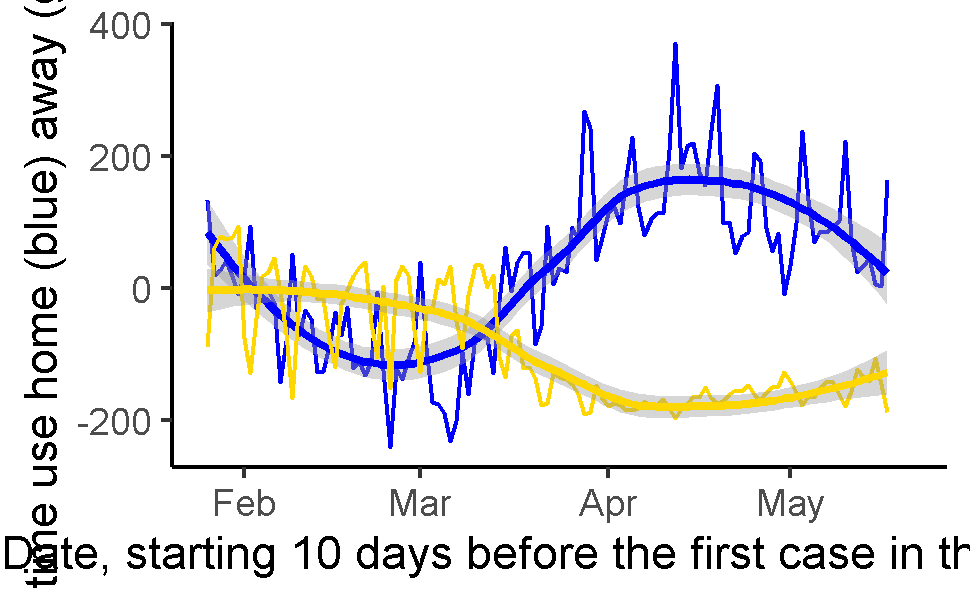 400
200
0
-200
time use home (blue) away (
Feb Mar Apr May
Date, starting 10 days before the first case in th